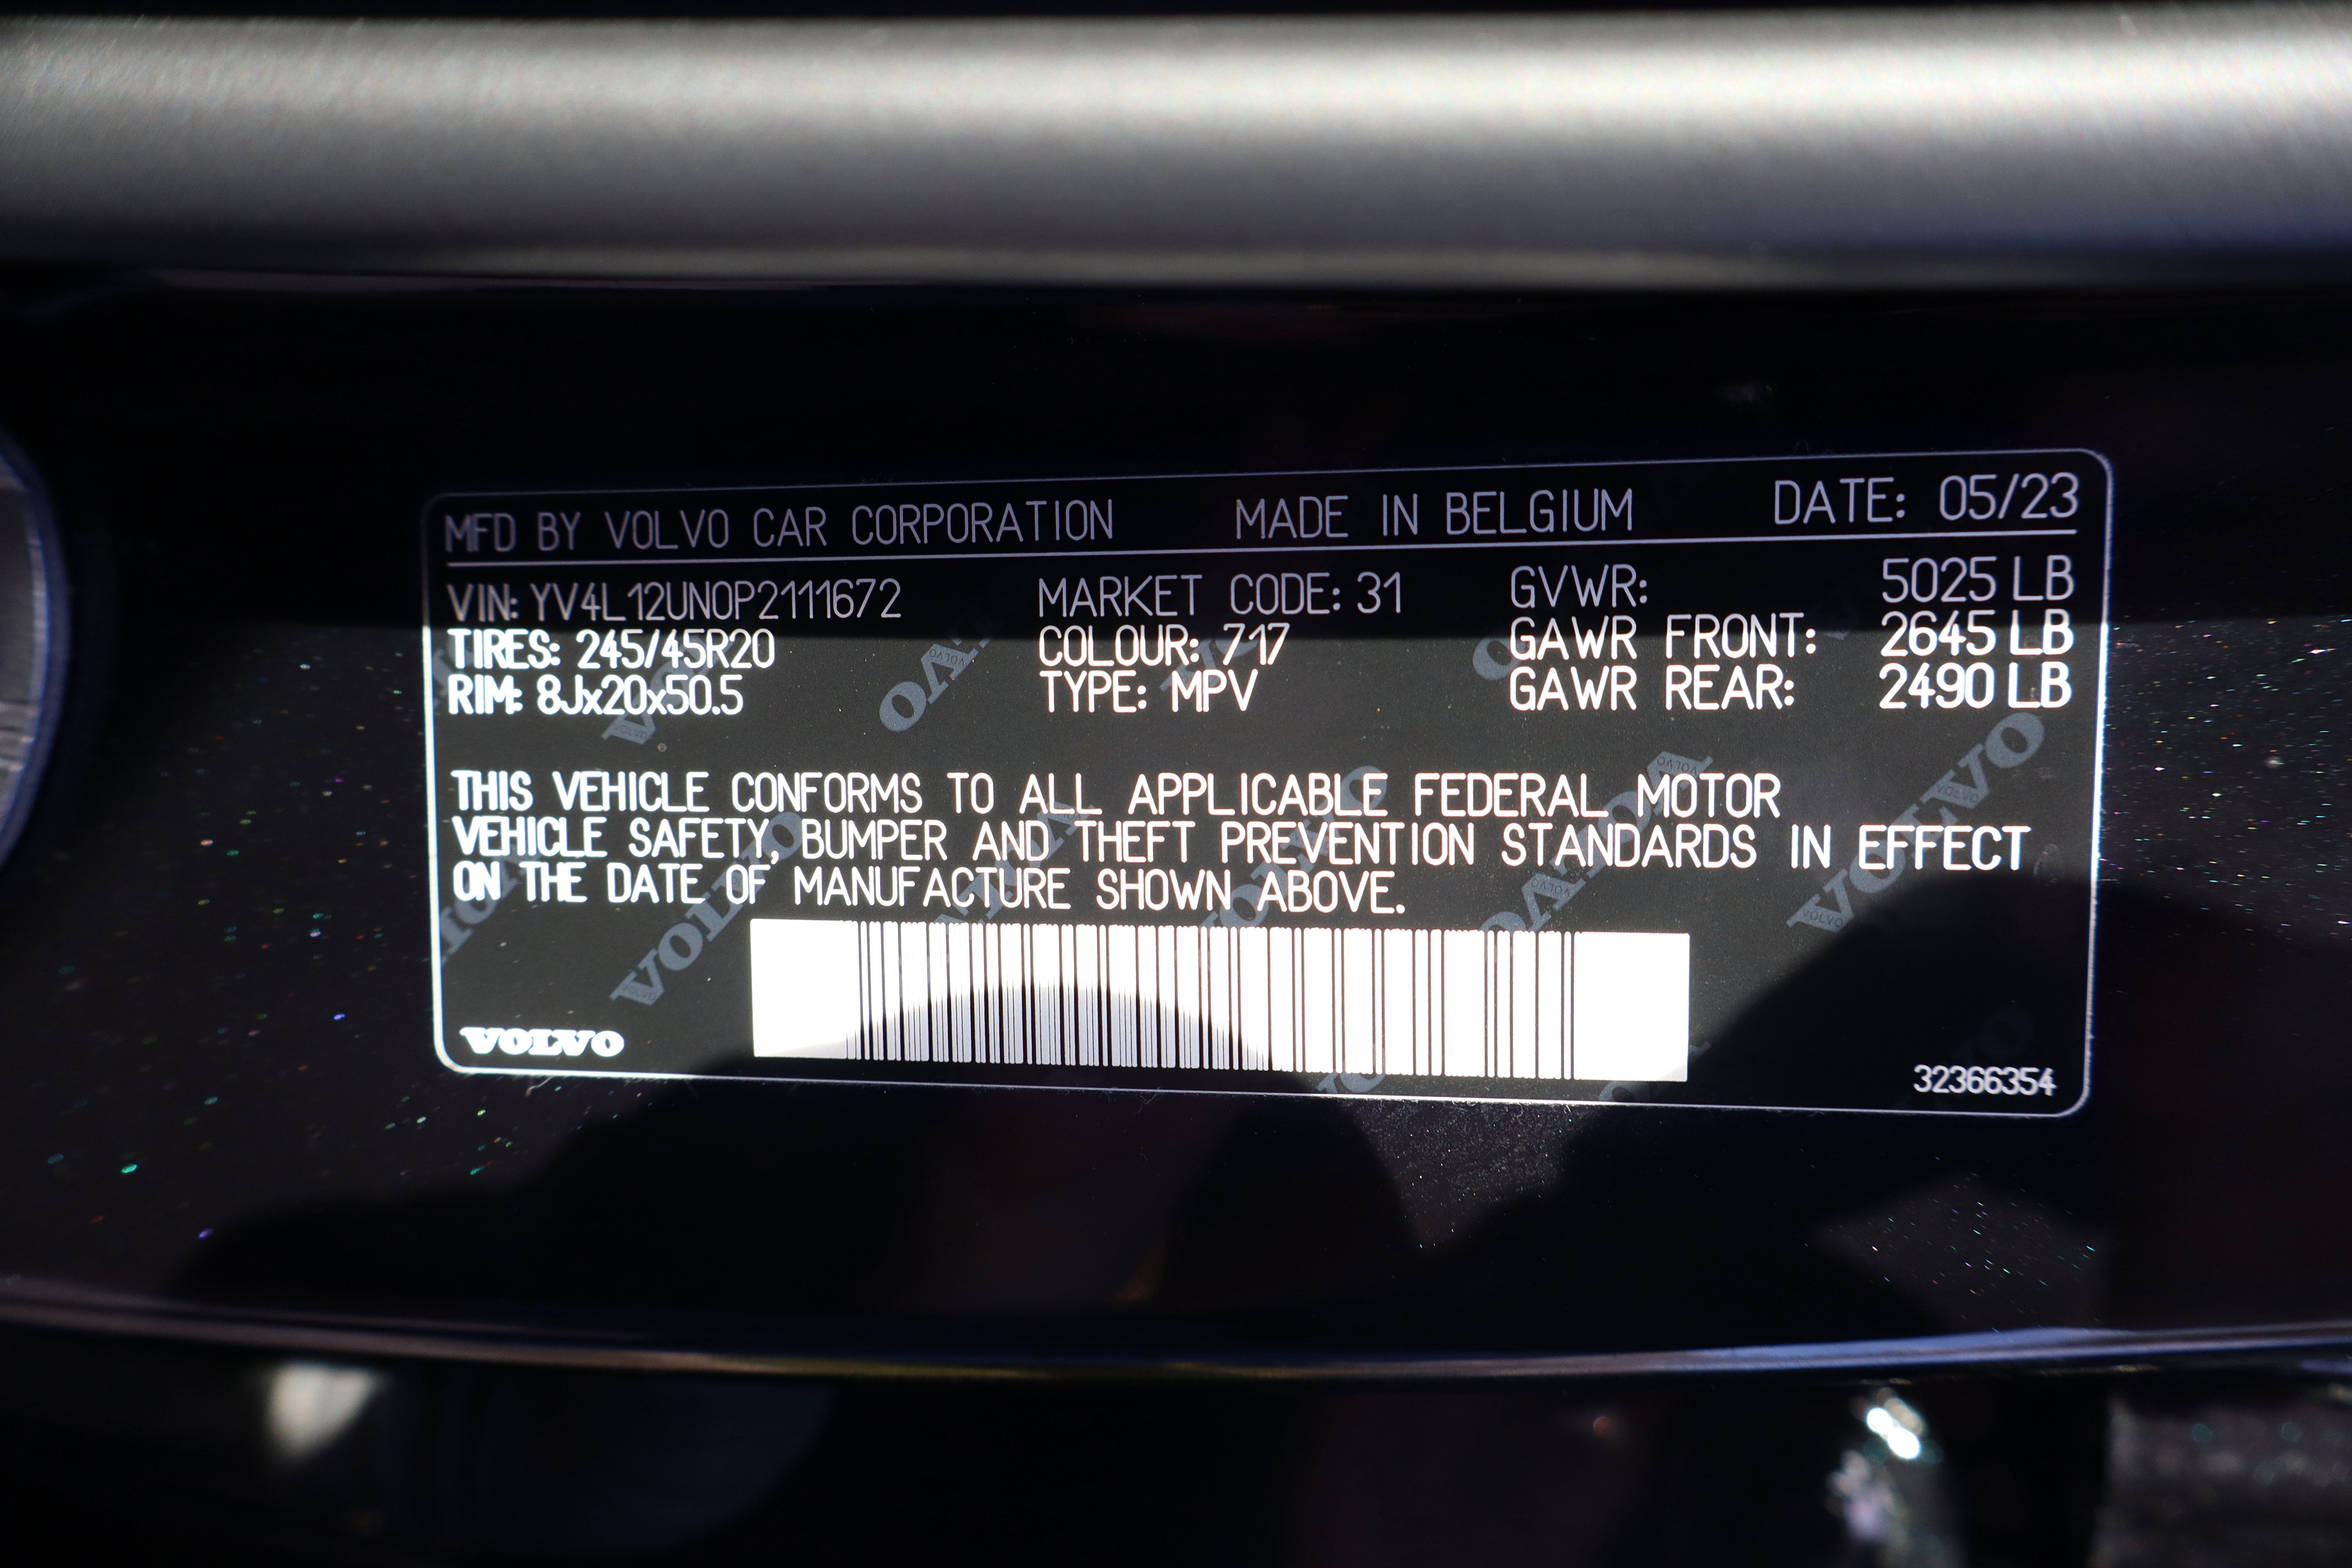 MFD BY VOLVO CAR CORPORATION MADE IN BELGIUM DATE: 05/23
VIN: YV4L12UN0P2111672 MARKET CODE: 31 GVWR: 5025 LB
TIRES: 245/45R20 COLOUR: 717 GAWR FRONT: 2645 LB
RIM: 8Jx20x50.5 TYPE: MPV GAWR REAR: 2490 LB
THIS VEHICLE CONFORMS TO ALL APPLICABLE FEDERAL MOTOR
VEHICLE SAFETY, BUMPER AND THEFT PREVENTION STANDARDS IN EFFECT
ON THE DATE OF MANUFACTURE SHOWN ABOVE.
VOLVO
32366354